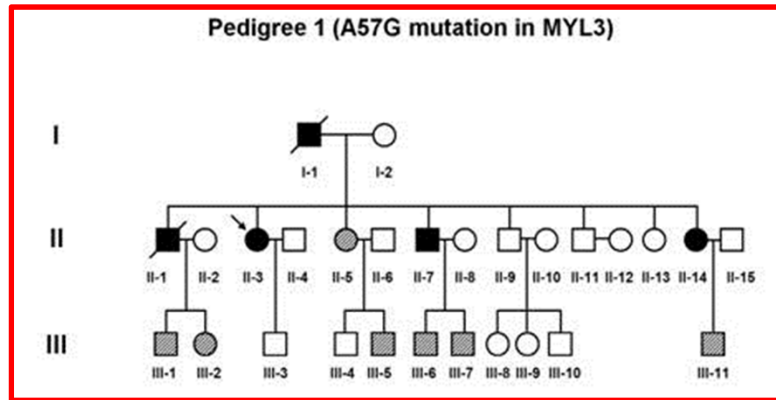 Pedigree 1 (A57G mutation in MYL3)
I
I-1 I-2
II
II-1 II-2 II-3 II-4 II-5 II-6 II-7 II-8 II-9 II-10 II-11 II-12 II-13 II-14 II-15
III
III-1 III-2 III-3 III-4 III-5 III-6 III-7 III-8 III-9 III-10 III-11